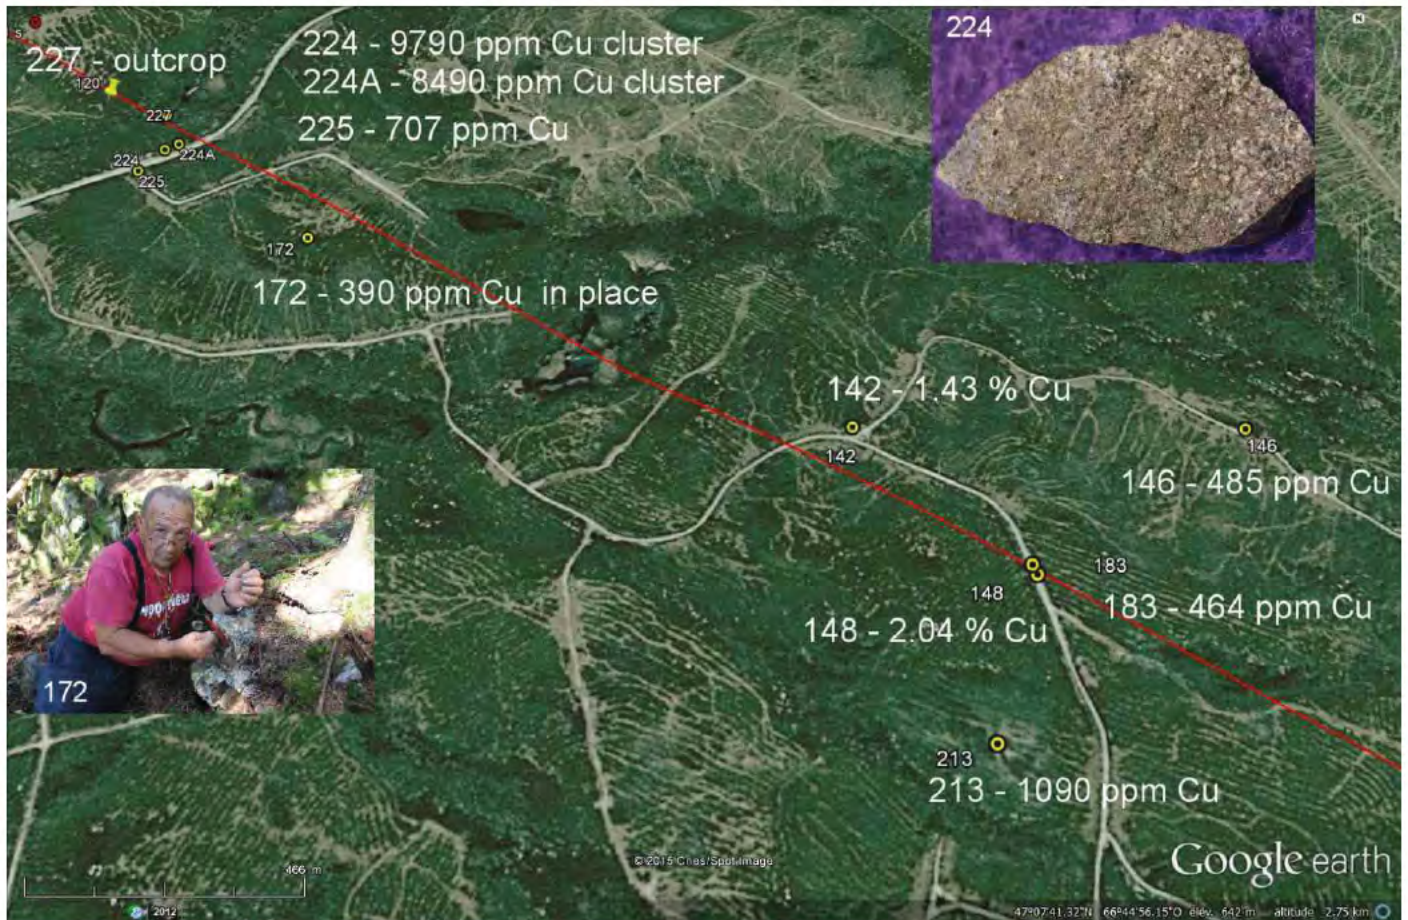 S
227 - outcrop
120
227
224
224A
225
224 - 9790 ppm Cu cluster
224A - 8490 ppm Cu cluster
225 - 707 ppm Cu
224
N
172
172 - 390 ppm Cu in place
142 - 1.43 % Cu
142
146
146 - 485 ppm Cu
183
183 - 464 ppm Cu
148
148 - 2.04 % Cu
172
213
213 - 1090 ppm Cu
© 2015 Cnes/Spot Image
Google earth
466 m
2012
47°07'41.32"N 66°44'56.15"O élev. 642 m altitude 2.75 km